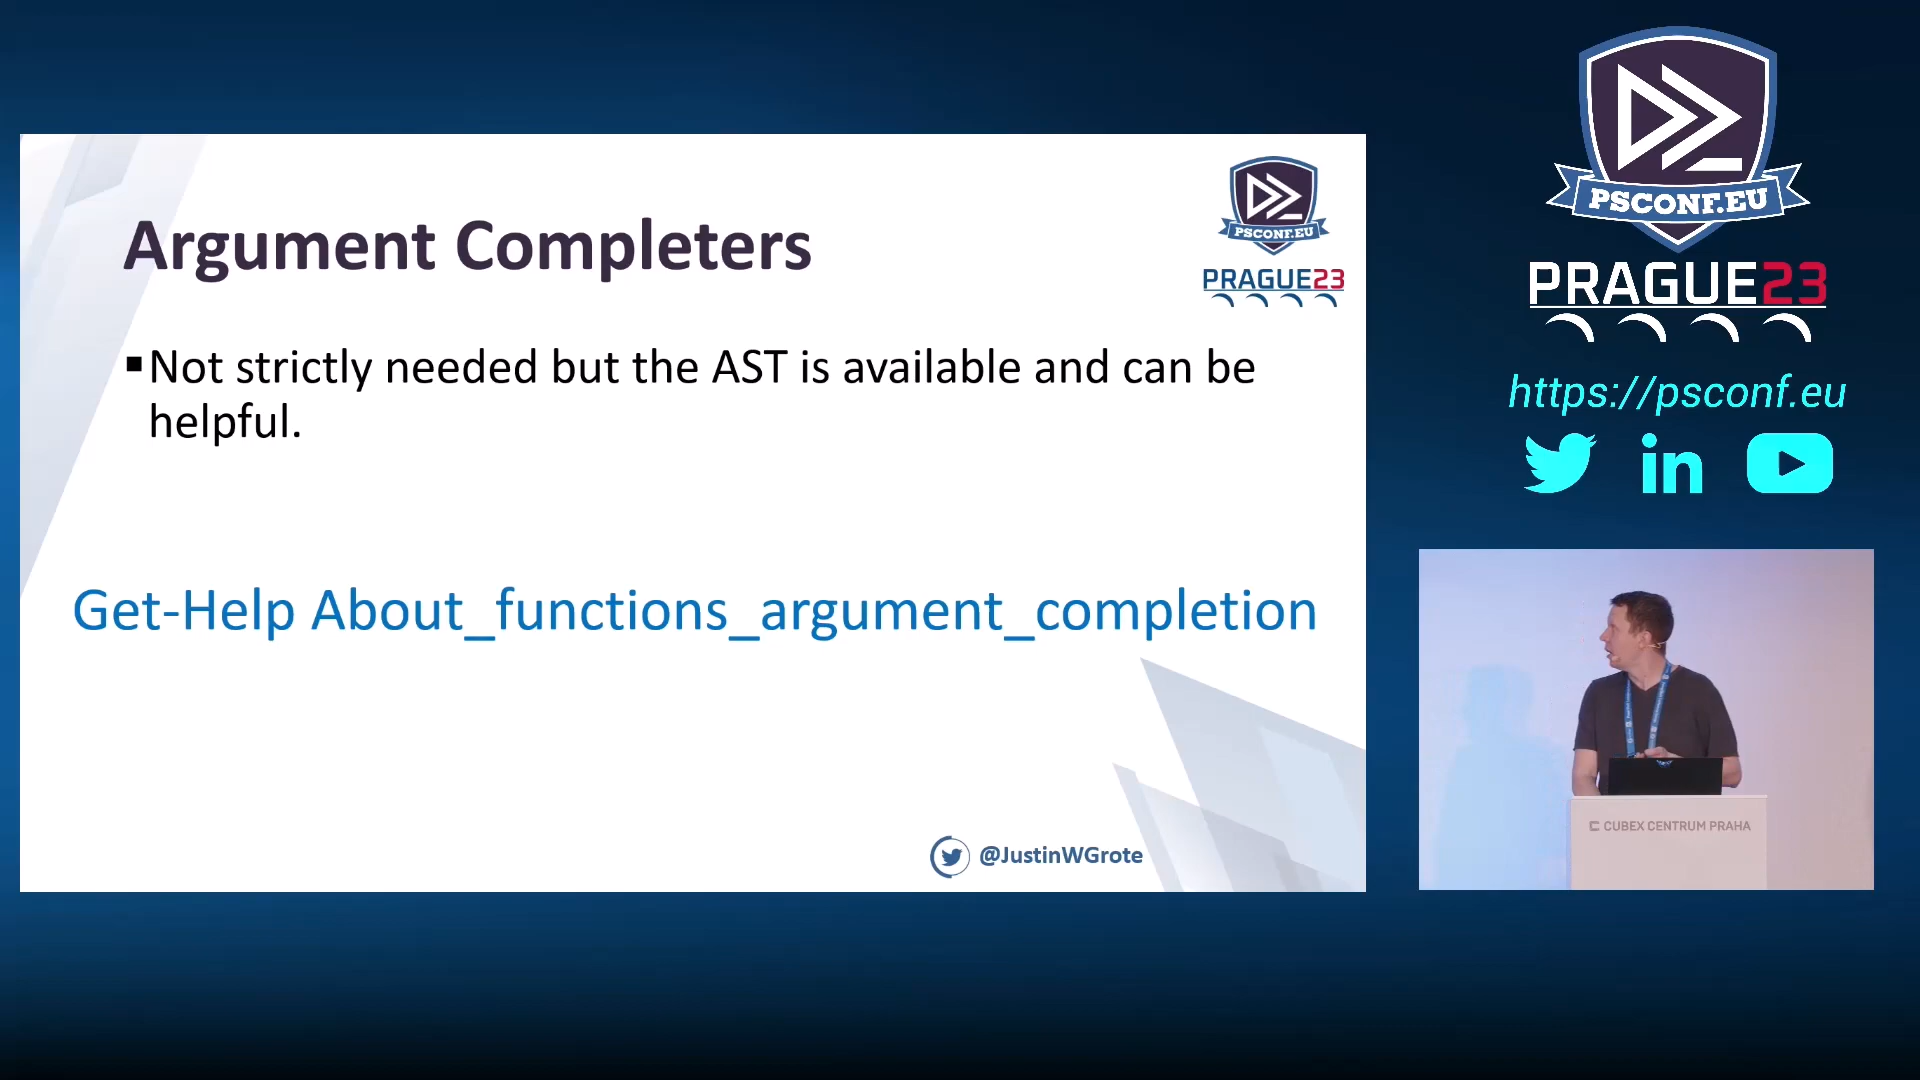 Argument Completers
▪Not strictly needed but the AST is available and can be
helpful.
Get-Help About_functions_argument_completion
@JustinWGrote
PSCONF.EU
PRAGUE23
PSCONF.EU
PRAGUE23
https://psconf.eu
in
CUBEX CENTRUM PRAHA